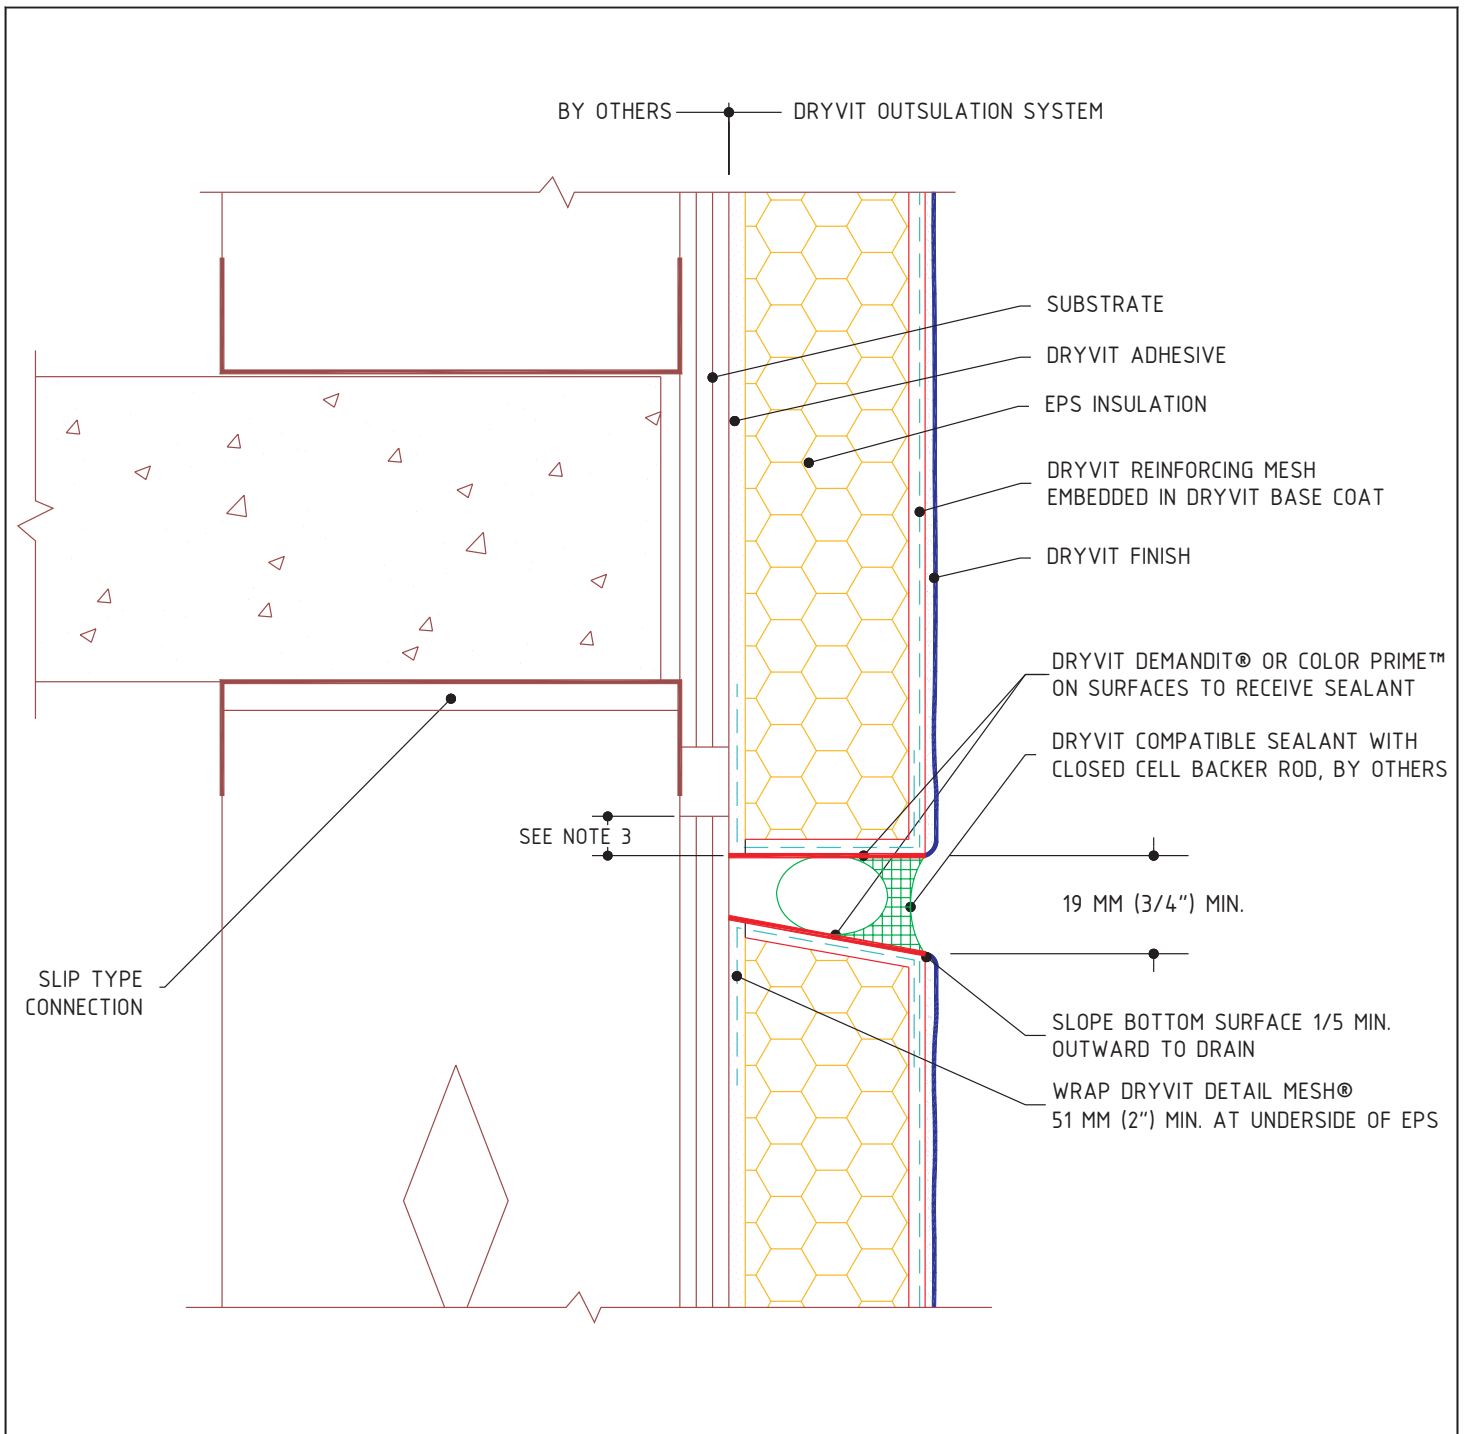 BY OTHERS
DRYVIT OUTSULATION SYSTEM
SUBSTRATE
DRYVIT ADHESIVE
EPS INSULATION
DRYVIT REINFORCING MESH
EMBEDDED IN DRYVIT BASE COAT
DRYVIT FINISH
DRYVIT DEMANDIT® OR COLOR PRIME™
ON SURFACES TO RECEIVE SEALANT
DRYVIT COMPATIBLE SEALANT WITH
CLOSED CELL BACKER ROD, BY OTHERS
SEE NOTE 3
19 MM (3/4") MIN.
SLIP TYPE
CONNECTION
SLOPE BOTTOM SURFACE 1/5 MIN.
OUTWARD TO DRAIN
WRAP DRYVIT DETAIL MESH®
51 MM (2") MIN. AT UNDERSIDE OF EPS